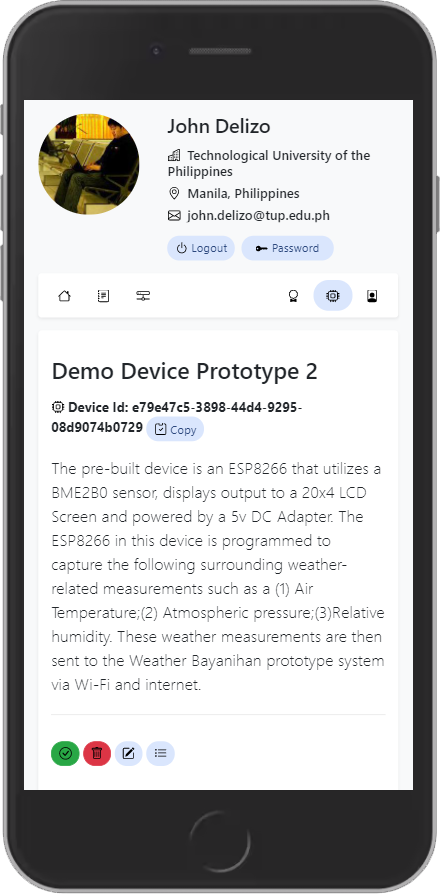 John Delizo
Technological University of the
Philippines
Manila, Philippines
john.delizo@tup.edu.ph
Logout Password
Demo Device Prototype 2
Device Id: e79e47c5-3898-44d4-9295-
08d9074b0729 Copy
The pre-built device is an ESP8266 that utilizes a
BME2B0 sensor, displays output to a 20x4 LCD
Screen and powered by a 5v DC Adapter. The
ESP8266 in this device is programmed to
capture the following surrounding weather-
related measurements such as a (1) Air
Temperature;(2) Atmospheric pressure;(3)Relative
humidity. These weather measurements are then
sent to the Weather Bayanihan prototype system
via Wi-Fi and internet.